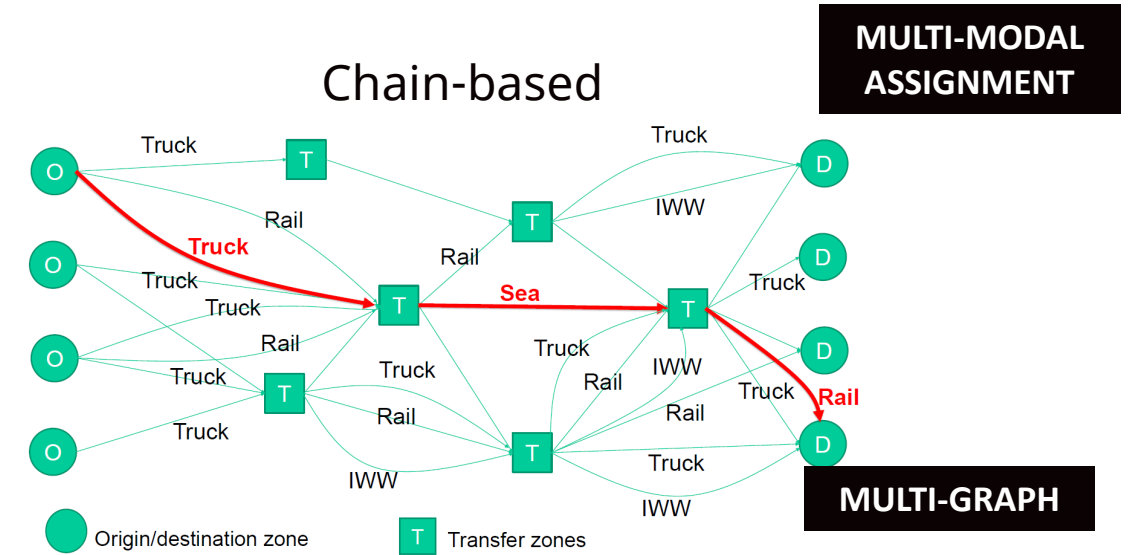 MULTI-MODAL
ASSIGNMENT
Chain-based
Truck
Truck
O
T
D
Rail
IWW
T
Truck
Rail
O
D
Truck
Truck
Sea
T
T
Truck
Rail
Truck
IWW
O
D
Truck
Truck
Rail
Truck
Rail
T
Rail
Rail
Truck
O
T
D
Truck
IWW
IWW
MULTI-GRAPH
Origin/destination zone
T
Transfer zones